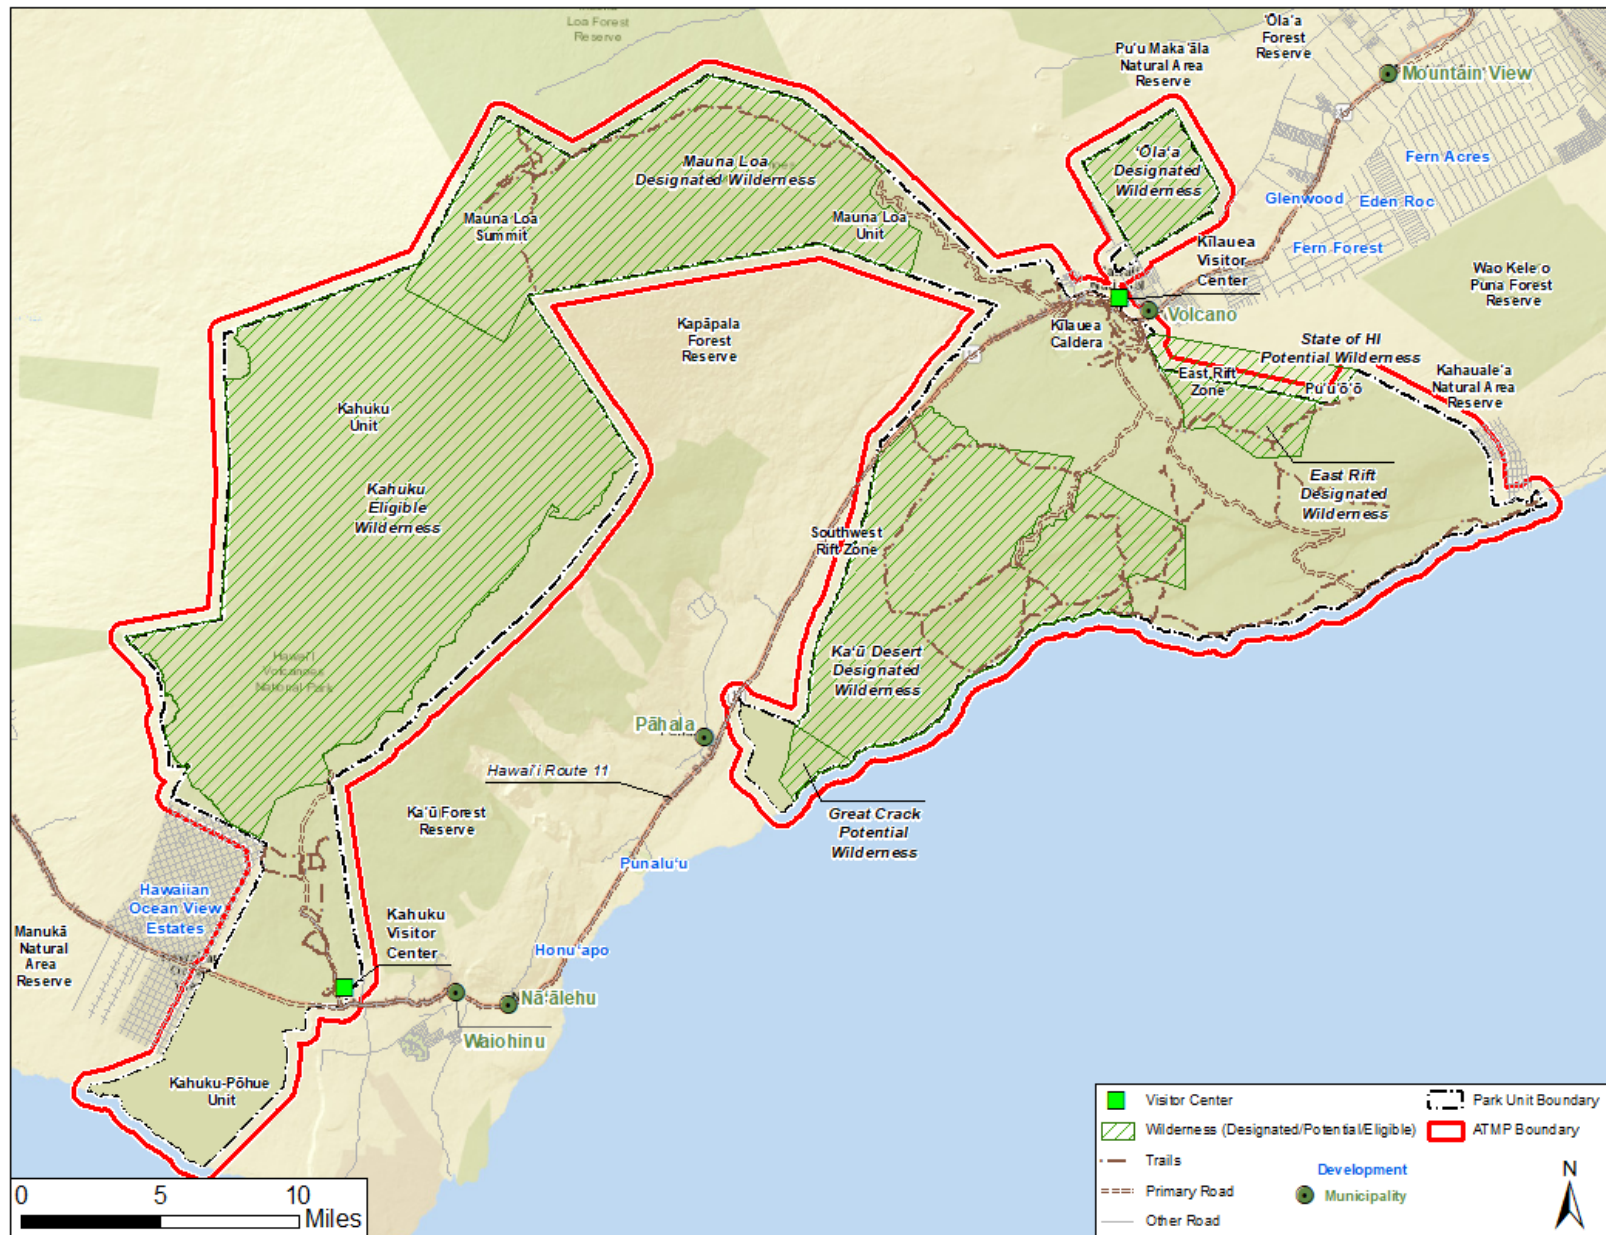 Loa Forest
Reserve
'Ōla'a
Forest
Reserve
Pu'u Maka'āla
Natural Area
Reserve
Mountain View
Mauna Loa
Designated Wilderness
'Ōla'a
Designated
Wilderness
Fern Acres
Glenwood
Eden Roc
Fern Forest
Mauna Loa
Summit
Mauna Loa
Unit
Kīlauea
Visitor
Center
Wao Kele o
Puna Forest
Reserve
Volcano
Kapāpala
Forest
Reserve
Kīlauea
Caldera
State of HI
Potential Wilderness
East Rift
Zone
Pu'u'ō'ō
Kahauale'a
Natural Area
Reserve
Kahuku
Unit
Kahuku
Eligible
Wilderness
East Rift
Designated
Wilderness
Southwest
Rift Zone
Hawai'i
Volcanoes
National Park
Ka'ū Desert
Designated
Wilderness
Pāhala
Hawai'i Route 11
Ka'ū Forest
Reserve
Great Crack
Potential
Wilderness
Punalu'u
Hawaiian
Ocean View
Estates
Kahuku
Visitor
Center
Manukā
Natural
Area
Reserve
Honu'apo
Nā'ālehu
Waiohinu
Kahuku-Pōhue
Unit
Visitor Center
Park Unit Boundary
Wilderness (Designated/Potential/Eligible)
ATMP Boundary
Trails
Development
Primary Road
Municipality
Other Road
N
0 5 10
Miles